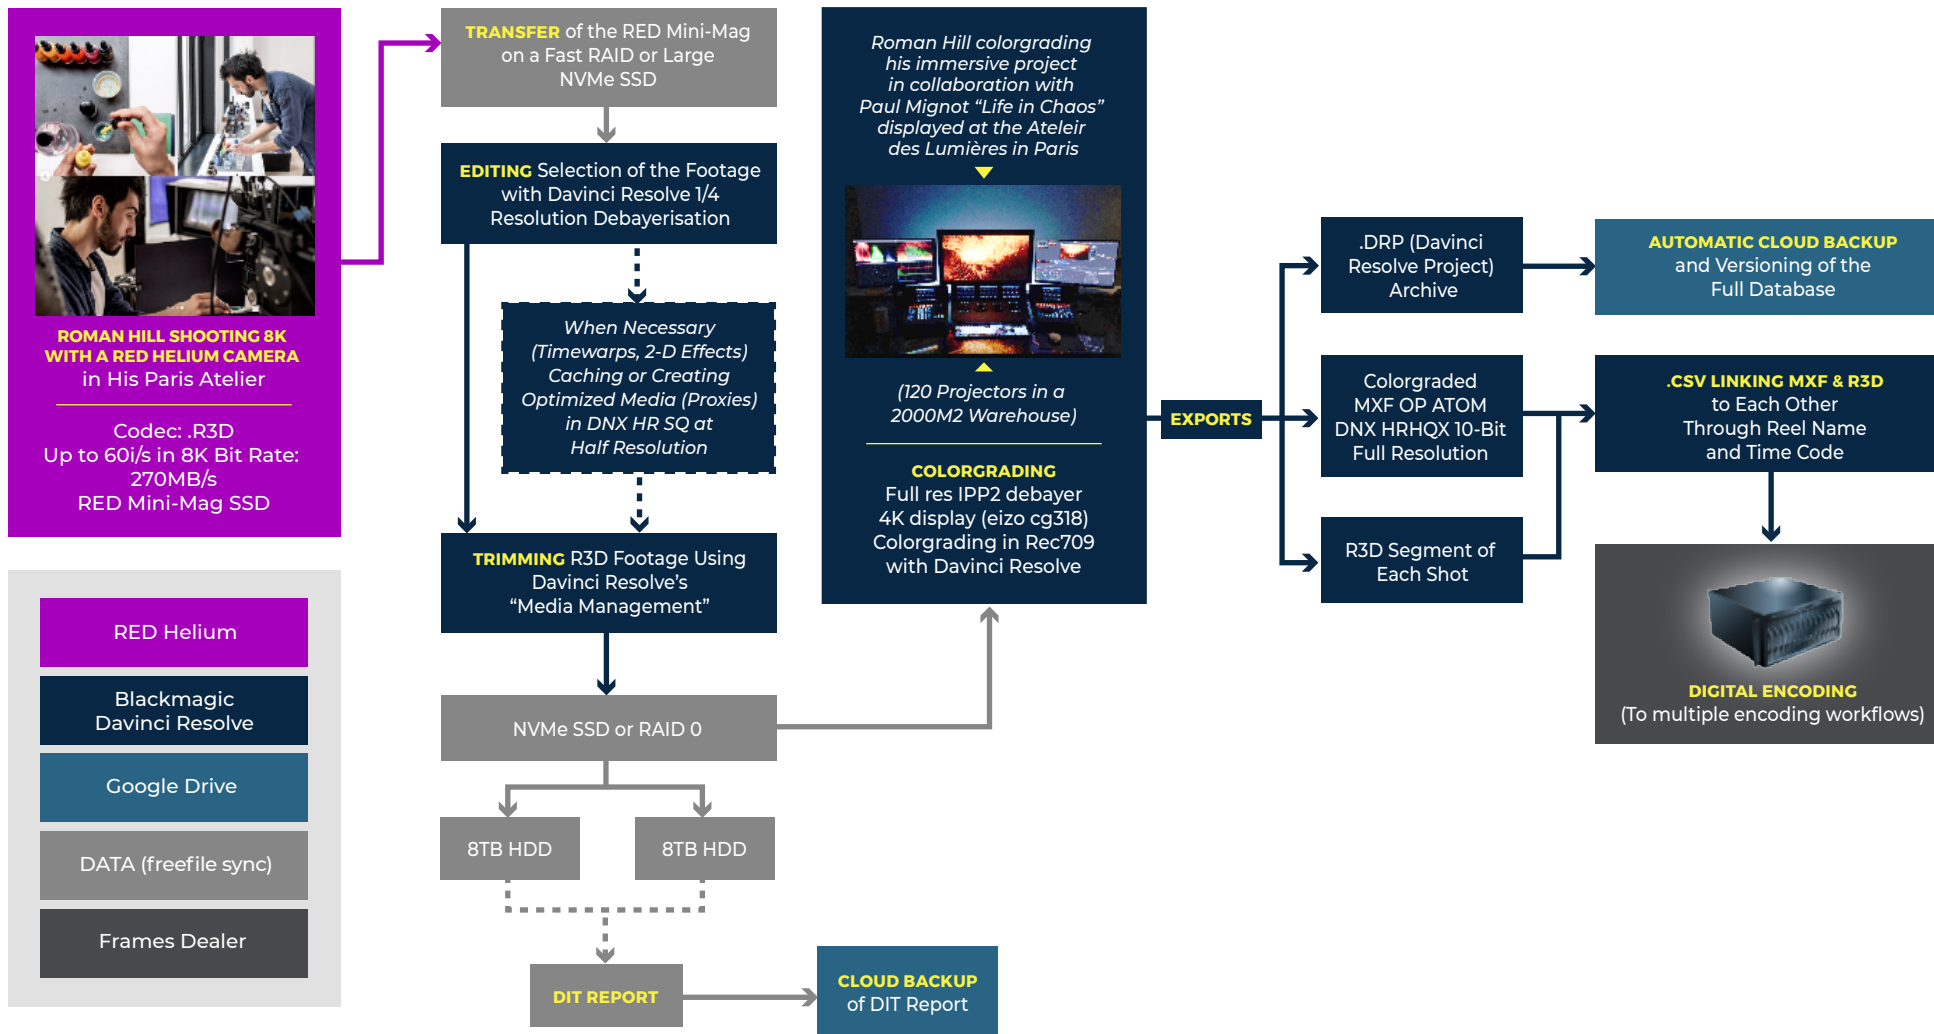 ROMAN HILL SHOOTING 8K
WITH A RED HELIUM CAMERA
in His Paris Atelier
Codec: .R3D
Up to 60i/s in 8K Bit Rate:
270MB/s
RED Mini-Mag SSD
RED Helium
Blackmagic
Davinci Resolve
Google Drive
DATA (freefile sync)
Frames Dealer
TRANSFER of the RED Mini-Mag
on a Fast RAID or Large
NVMe SSD
EDITING Selection of the Footage
with Davinci Resolve 1/4
Resolution Debayerisation
When Necessary
(Timewarps, 2-D Effects)
Caching or Creating
Optimized Media (Proxies)
in DNX HR SQ at
Half Resolution
TRIMMING R3D Footage Using
Davinci Resolve's
“Media Management”
NVMe SSD or RAID 0
8TB HDD
8TB HDD
DIT REPORT
CLOUD BACKUP
of DIT Report
Roman Hill colorgrading
his immersive project
in collaboration with
Paul Mignot “Life in Chaos”
displayed at the Ateleir
des Lumières in Paris
(120 Projectors in a
2000M2 Warehouse)
COLORGRADING
Full res IPP2 debayer
4K display (eizo cg318)
Colorgrading in Rec709
with Davinci Resolve
EXPORTS
.DRP (Davinci
Resolve Project)
Archive
Colorgraded
MXF OP ATOM
DNX HRHQX 10-Bit
Full Resolution
R3D Segment of
Each Shot
AUTOMATIC CLOUD BACKUP
and Versioning of the
Full Database
.CSV LINKING MXF & R3D
to Each Other
Through Reel Name
and Time Code
DIGITAL ENCODING
(To multiple encoding workflows)